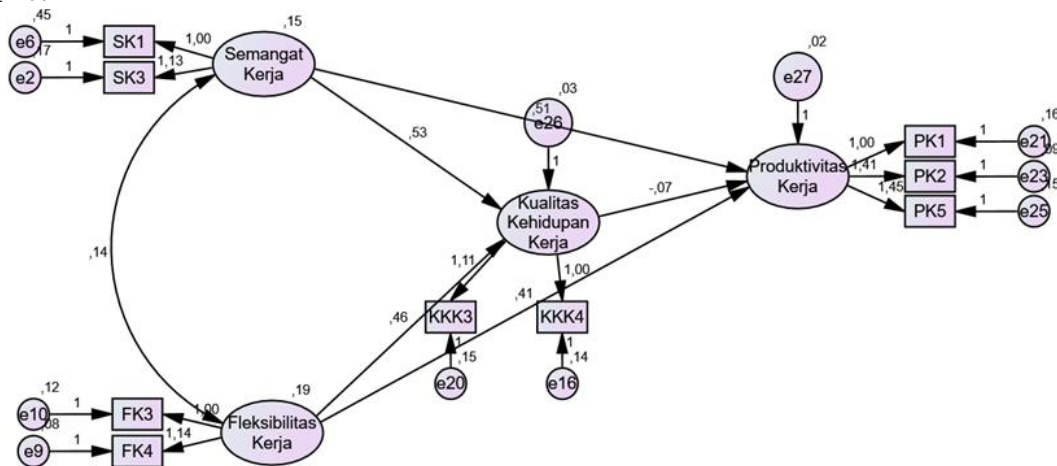 ,45
e6
1
SK1
1,00
,17
e2
1
SK3
1,13
,15
Semangat
Kerja
,14
,53
,51
,03
e26
1
Kualitas
Kehidupan
Kerja
-,07
,02
e27
1
Produktivitas
Kerja
1,00
PK1
1
,16
e21
1,41
PK2
1
,09
e23
1,45
PK5
1
,15
e25
1,11
KKK3
1
,15
e20
1,00
KKK4
1
,14
e16
,46
,41
,12
e10
1
FK3
1,00
,08
e9
1
FK4
1,14
,19
Fleksibilitas
Kerja